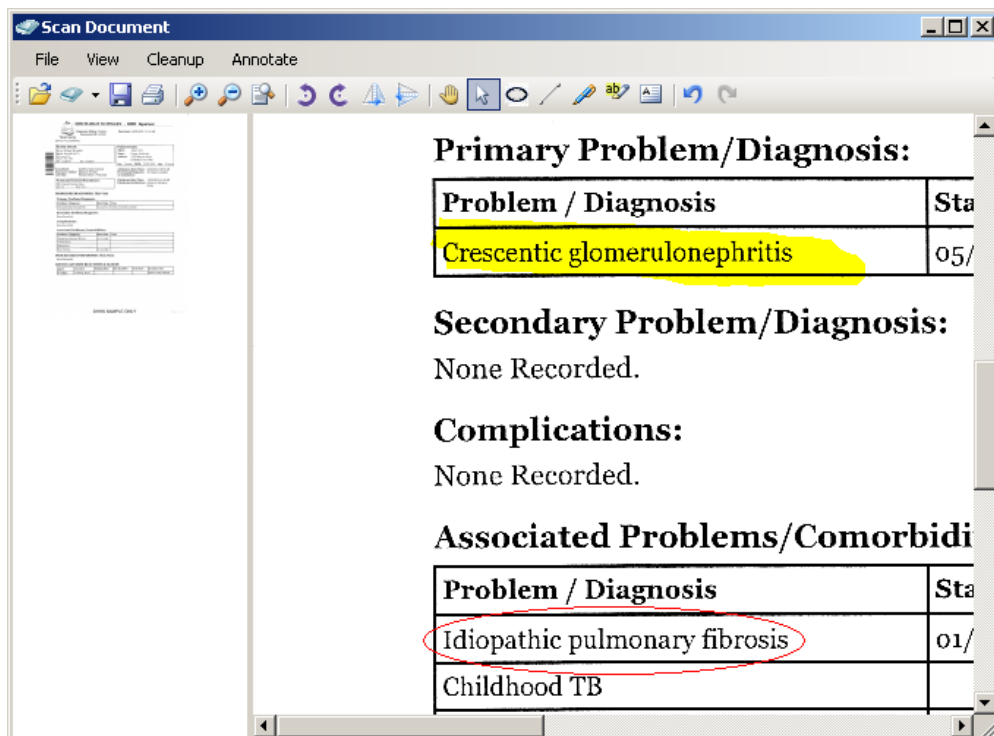 Scan Document
File View Cleanup Annotate
Primary Problem/Diagnosis:
Problem / Diagnosis Sta
Crescentic glomerulonephritis 05/
Secondary Problem/Diagnosis:
None Recorded.
Complications:
None Recorded.
Associated Problems/Comorbidi
Problem / Diagnosis Sta
Idiopathic pulmonary fibrosis 01/
Childhood TB